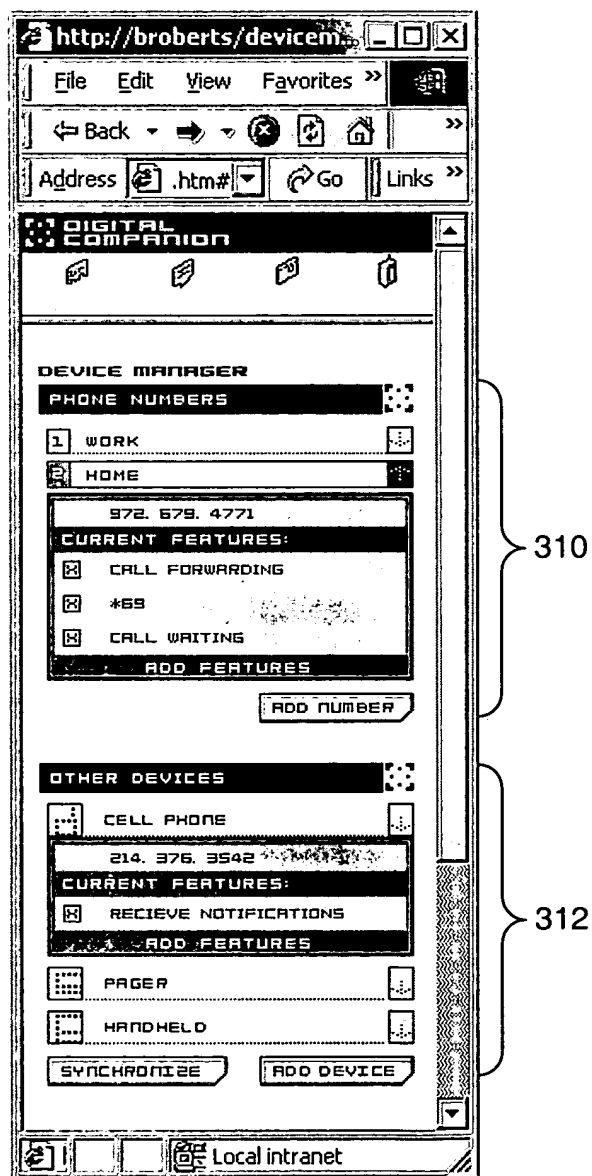 http://broberts/devicem
File Edit View Favorites »
Back »
Address .htm# Go Links »
DIGITAL
COMPANION
DEVICE MANAGER
PHONE NUMBERS
1 WORK
2 HOME
972. 679. 4771
CURRENT FEATURES:
CALL FORWARDING
*69
CALL WAITING
ADD FEATURES
310
ADD NUMBER
OTHER DEVICES
CELL PHONE
214. 376. 3542
CURRENT FEATURES:
RECIEVE NOTIFICATIONS
312
ADD FEATURES
PAGER
HANDHELD
SYNCHRONIZE ADD DEVICE
Local intranet